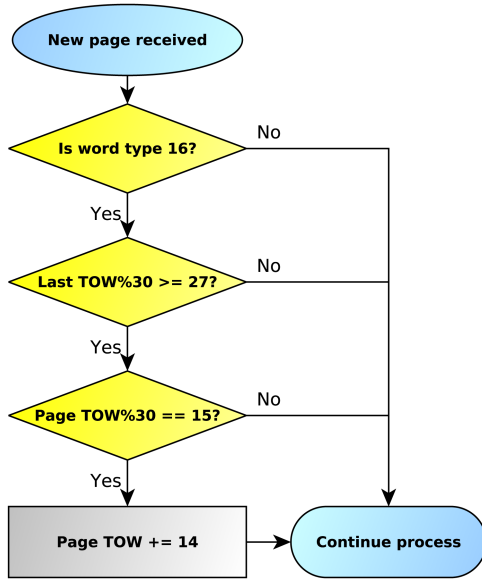 New page received
Is word type 16?
No
Yes
Last TOW%30 >= 27?
No
Yes
Page TOW%30 == 15?
No
Yes
Page TOW += 14
Continue process